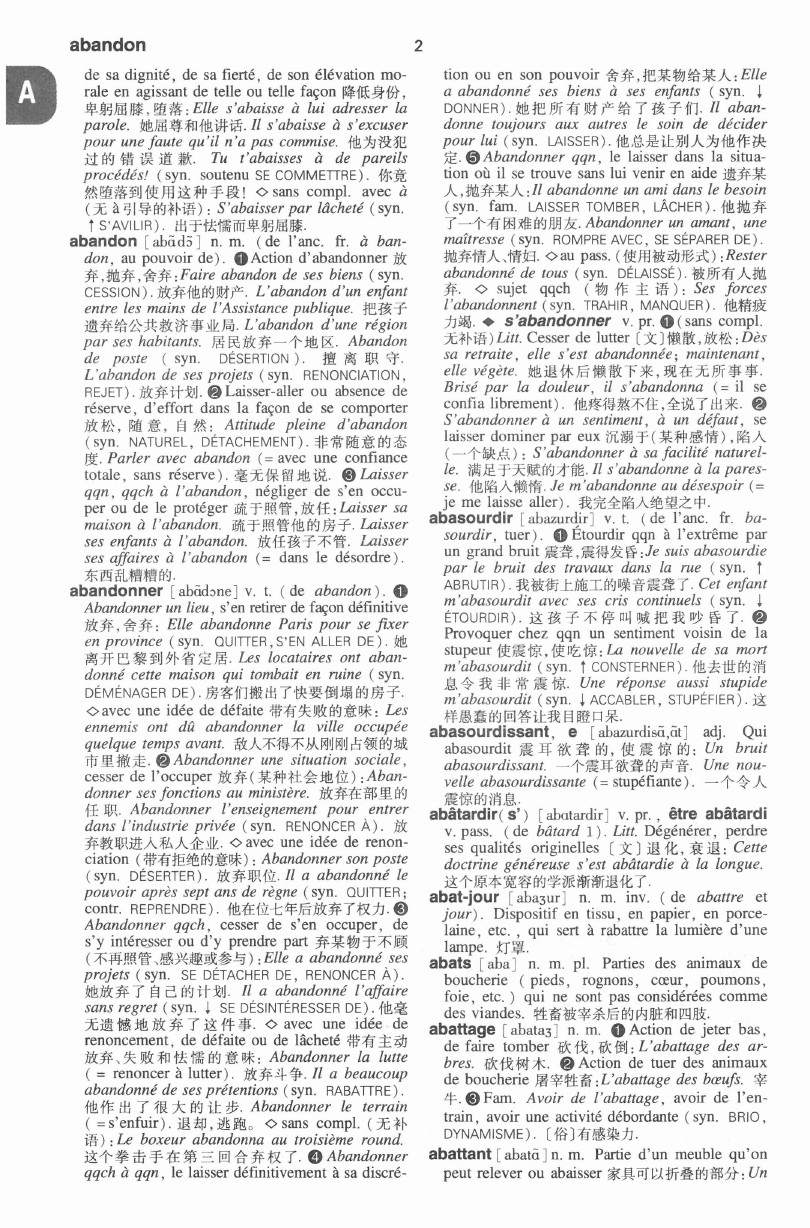 abandon
2
A
de sa dignité, de sa fierté, de son élévation mo-
rale en agissant de telle ou telle façon 降低身份,
卑躬屈膝,堕落:Elle s'abaisse à lui adresser la
parole. 她屈尊和他讲话. Il s'abaisse à s'excuser
pour une faute qu'il n'a pas commise. 他为没犯
过的错误道歉. Tu t'abaisses à de pareils
procédés! (syn. soutenu SE COMMETTRE). 你竟
然堕落到使用这种手段! ◇ sans compl. avec à
(无 à 引导的补语): S'abaisser par lâcheté (syn.
↑ S'AVILIR). 出于怯懦而卑躬屈膝.
abandon [abɑ̃dɔ̃] n. m. (de l'anc. fr. à ban-
don, au pouvoir de). ❶ Action d'abandonner 放
弃,抛弃,舍弃:Faire abandon de ses biens (syn.
CESSION). 放弃他的财产. L'abandon d'un enfant
entre les mains de l'Assistance publique. 把孩子
遗弃给公共救济事业局. L'abandon d'une région
par ses habitants. 居民放弃一个地区. Abandon
de poste ( syn. DÉSERTION ). 擅离职守.
L'abandon de ses projets (syn. RENONCIATION,
REJET). 放弃计划. ❷ Laisser-aller ou absence de
réserve, d'effort dans la façon de se comporter
放松, 随意, 自然: Attitude pleine d'abandon
(syn. NATUREL, DÉTACHEMENT). 非常随意的态
度. Parler avec abandon (= avec une confiance
totale, sans réserve). 毫无保留地说. ❸ Laisser
qqn, qqch à l'abandon, négliger de s'en occu-
per ou de le protéger 疏于照管,放任:Laisser sa
maison à l'abandon. 疏于照管他的房子. Laisser
ses enfants à l'abandon. 放任孩子不管. Laisser
ses affaires à l'abandon (= dans le désordre).
东西乱糟糟的.
abandonner [abɑ̃dɔne] v. t. ( de abandon). ❶
Abandonner un lieu, s'en retirer de façon définitive
放弃,舍弃: Elle abandonne Paris pour se fixer
en province (syn. QUITTER,S'EN ALLER DE). 她
离开巴黎到外省定居. Les locataires ont aban-
donné cette maison qui tombait en ruine (syn.
DÉMÉNAGER DE). 房客们搬出了快要倒塌的房子.
◇avec une idée de défaite 带有失败的意味: Les
ennemis ont dû abandonner la ville occupée
quelque temps avant. 敌人不得不从刚刚占领的城
市里撤走. ❷ Abandonner une situation sociale,
cesser de l'occuper 放弃(某种社会地位):Aban-
donner ses fonctions au ministère. 放弃在部里的
任职. Abandonner l'enseignement pour entrer
dans l'industrie privée (syn. RENONCER À). 放
弃教职进入私人企业. ◇ avec une idée de renon-
ciation (带有拒绝的意味): Abandonner son poste
(syn. DÉSERTER). 放弃职位. Il a abandonné le
pouvoir après sept ans de règne (syn. QUITTER;
contr. REPRENDRE). 他在位七年后放弃了权力. ❸
Abandonner qqch, cesser de s'en occuper, de
s'y intéresser ou d'y prendre part 弃某物于不顾
(不再照管、感兴趣或参与):Elle a abandonné ses
projets (syn. SE DÉTACHER DE, RENONCER À).
她放弃了自己的计划. Il a abandonné l'affaire
sans regret (syn. ↓ SE DÉSINTÉRESSER DE). 他毫
无遗憾地放弃了这件事. ◇ avec une idée de
renoncement, de défaite ou de lâcheté 带有主动
放弃、失败和怯懦的意味: Abandonner la lutte
( = renoncer à lutter). 放弃斗争. Il a beaucoup
abandonné de ses prétentions (syn. RABATTRE).
他作出了很大的让步. Abandonner le terrain
( =s'enfuir). 退却,逃跑。 ◇ sans compl. (无补
语):Le boxeur abandonna au troisième round.
这个拳击手在第三回合弃权了. ❹ Abandonner
qqch à qqn, le laisser définitivement à sa discré-
tion ou en son pouvoir 舍弃,把某物给某人:Elle
a abandonné ses biens à ses enfants ( syn. ↓
DONNER). 她把所有财产给了孩子们. Il aban-
donne toujours aux autres le soin de décider
pour lui (syn. LAISSER). 他总是让别人为他作决
定. ❺ Abandonner qqn, le laisser dans la situa-
tion où il se trouve sans lui venir en aide 遗弃某
人,抛弃某人:Il abandonne un ami dans le besoin
(syn. fam. LAISSER TOMBER, LÂCHER). 他抛弃
了一个有困难的朋友. Abandonner un amant, une
maîtresse (syn. ROMPRE AVEC, SE SÉPARER DE).
抛弃情人、情妇. ◇au pass. (使用被动形式):Rester
abandonné de tous (syn. DÉLAISSÉ). 被所有人抛
弃. ◇ sujet qqch (物作主语): Ses forces
l'abandonnent (syn. TRAHIR, MANQUER). 他精疲
力竭. ◆ s'abandonner v. pr. ❶ (sans compl.
无补语) Litt. Cesser de lutter [文]懒散,放松:Dès
sa retraite, elle s'est abandonnée; maintenant,
elle végète. 她退休后懒散下来,现在无所事事.
Brisé par la douleur, il s'abandonna (= il se
confia librement). 他疼得熬不住,全说了出来. ❷
S'abandonner à un sentiment, à un défaut, se
laisser dominer par eux 沉溺于(某种感情),陷入
(一个缺点): S'abandonner à sa facilité naturel-
le. 满足于天赋的才能. Il s'abandonne à la pares-
se. 他陷入懒惰. Je m'abandonne au désespoir (=
je me laisse aller). 我完全陷入绝望之中.
abasourdir [abazurdir] v. t. (de l'anc. fr. ba-
sourdir, tuer). ❶ Étourdir qqn à l'extrême par
un grand bruit 震聋,震得发昏:Je suis abasourdie
par le bruit des travaux dans la rue (syn. ↑
ABRUTIR). 我被街上施工的噪音震聋了. Cet enfant
m'abasourdit avec ses cris continuels (syn. ↓
ÉTOURDIR). 这孩子不停叫喊把我吵昏了. ❷
Provoquer chez qqn un sentiment voisin de la
stupeur 使震惊,使吃惊:La nouvelle de sa mort
m'abasourdit (syn. ↑ CONSTERNER). 他去世的消
息令我非常震惊. Une réponse aussi stupide
m'abasourdit (syn. ↓ ACCABLER, STUPÉFIER). 这
样愚蠢的回答让我目瞪口呆.
abasourdissant, e [abazurdisɑ̃,ɑ̃t] adj. Qui
abasourdit 震耳欲聋的, 使震惊的: Un bruit
abasourdissant. 一个震耳欲聋的声音. Une nou-
velle abasourdissante (= stupéfiante). 一个令人
震惊的消息.
abâtardir(s') [abɑtardir] v. pr., être abâtardi
v. pass. (de bâtard 1). Litt. Dégénérer, perdre
ses qualités originelles [文]退化,衰退: Cette
doctrine généreuse s'est abâtardie à la longue.
这个原本宽容的学派渐渐退化了.
abat-jour [abaʒur] n. m. inv. (de abattre et
jour). Dispositif en tissu, en papier, en porce-
laine, etc., qui sert à rabattre la lumière d'une
lampe. 灯罩.
abats [aba] n. m. pl. Parties des animaux de
boucherie ( pieds, rognons, cœur, poumons,
foie, etc.) qui ne sont pas considérées comme
des viandes. 牲畜被宰杀后的内脏和四肢.
abattage [abataʒ] n. m. ❶ Action de jeter bas,
de faire tomber 砍伐,砍倒:L'abattage des ar-
bres. 砍伐树木. ❷ Action de tuer des animaux
de boucherie 屠宰牲畜:L'abattage des bœufs. 宰
牛. ❸ Fam. Avoir de l'abattage, avoir de l'en-
train, avoir une activité débordante (syn. BRIO,
DYNAMISME). [俗]有感染力.
abattant [abatɑ̃] n. m. Partie d'un meuble qu'on
peut relever ou abaisser 家具可以折叠的部分:Un